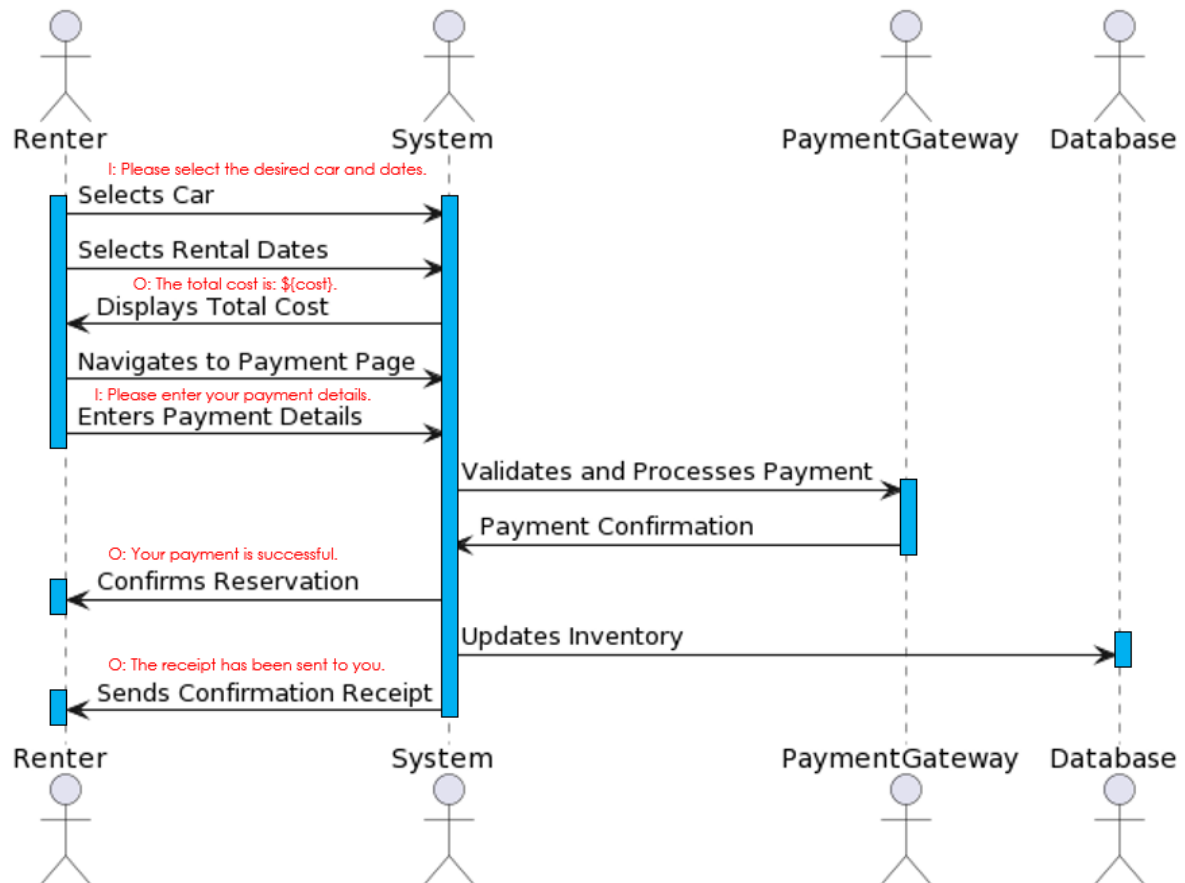 Renter System PaymentGateway Database
I: Please select the desired car and dates.
Selects Car
Selects Rental Dates
O: The total cost is: ${cost}.
Displays Total Cost
Navigates to Payment Page
I: Please enter your payment details.
Enters Payment Details
Validates and Processes Payment
Payment Confirmation
O: Your payment is successful.
Confirms Reservation
Updates Inventory
O: The receipt has been sent to you.
Sends Confirmation Receipt
Renter System PaymentGateway Database